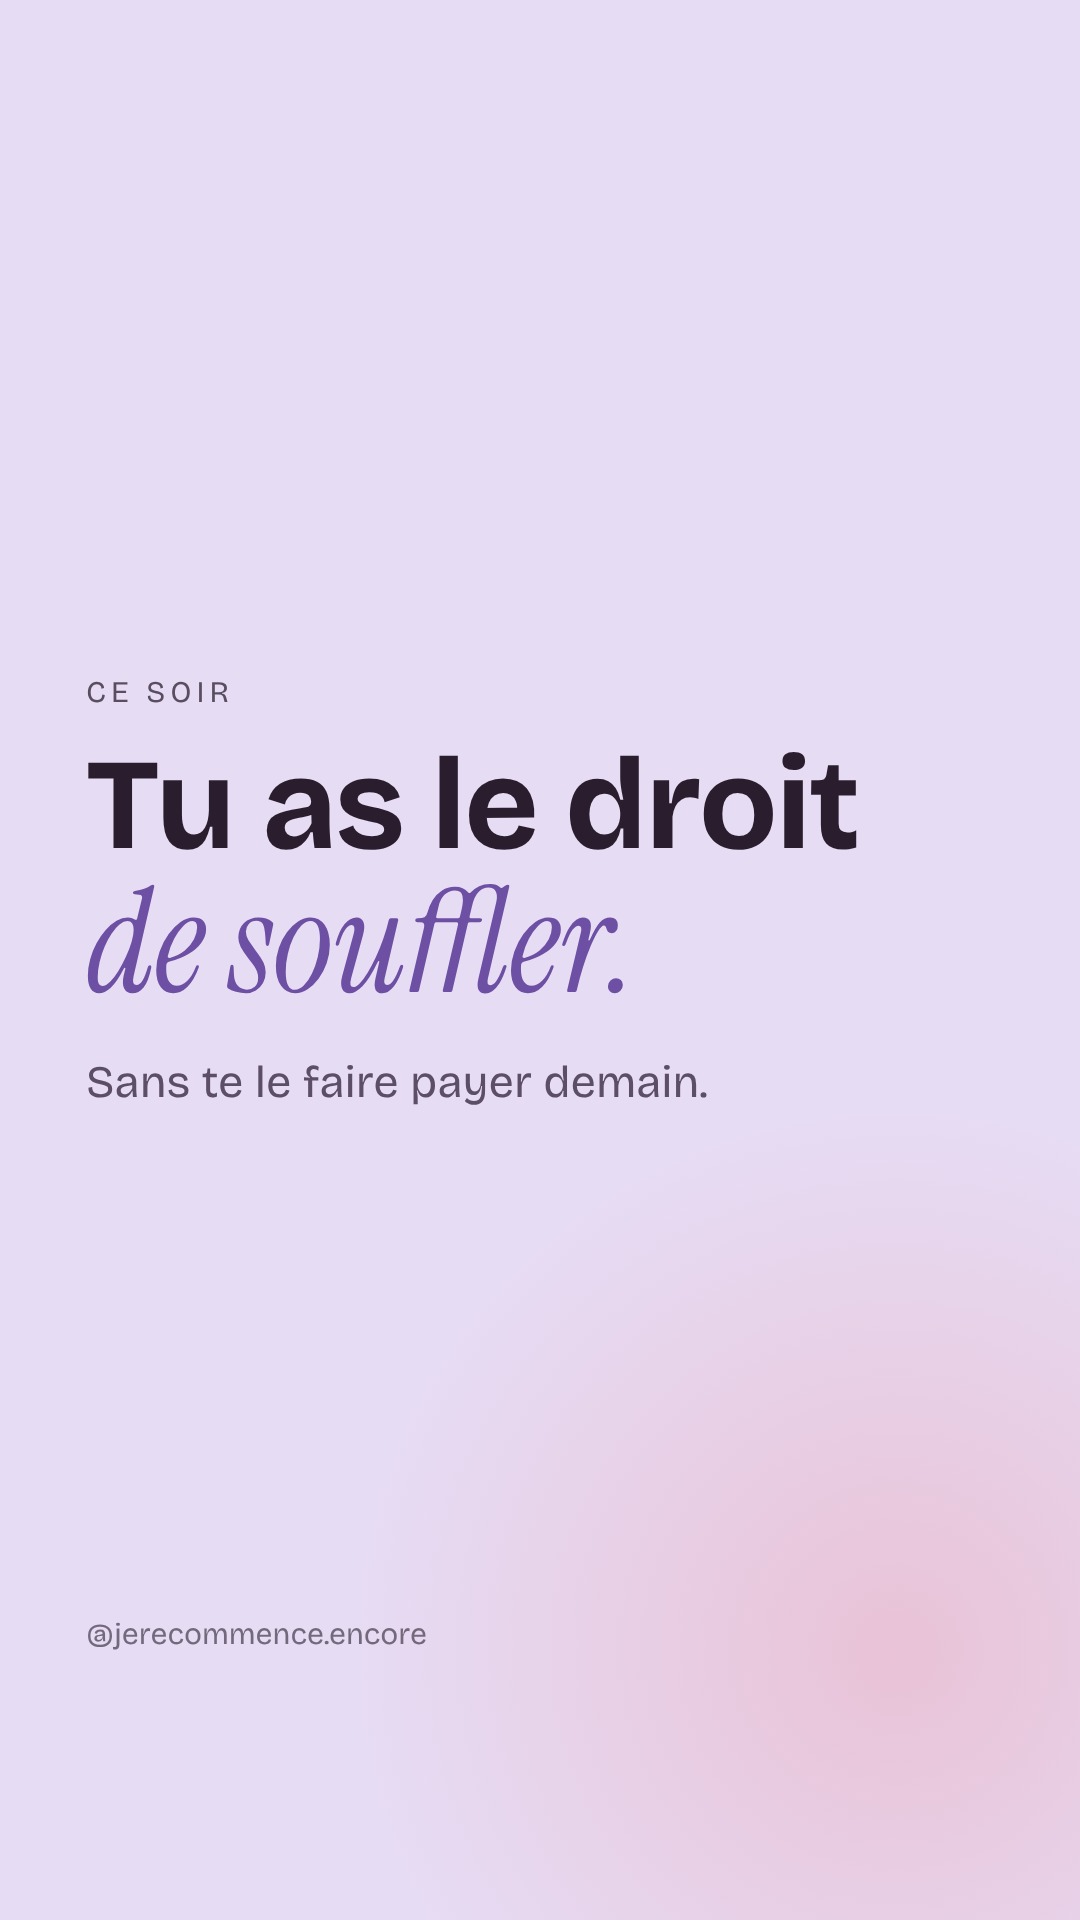 CE SOIR
Tu as le droit
de souffler.
Sans te le faire payer demain.
@jerecommence.encore